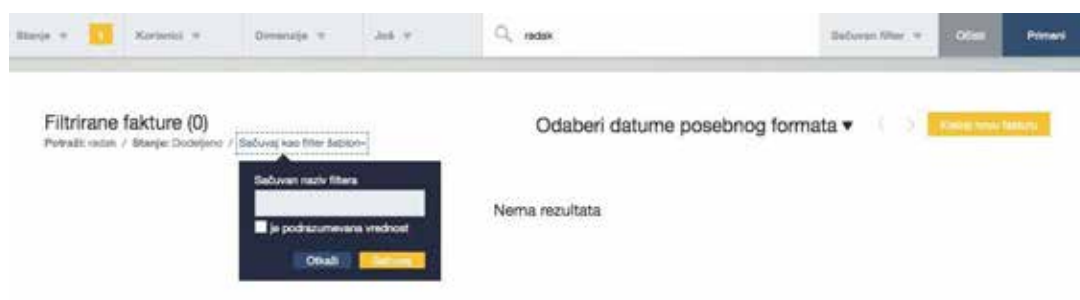 Stanje 1 Korisnici Dimenzije Još radak Sačuvan filter Očisti Primeni
Filtrirane fakture (0)
Odaberi datume posebnog formata
Kreiraj novu fakturu
Potraži: radak / Stanje: Dodeljeno / Sačuvaj kao filter šablon
Sačuvan naziv filtera
je podrazumevana vrednost
Otkaži Sačuvaj
Nema rezultata